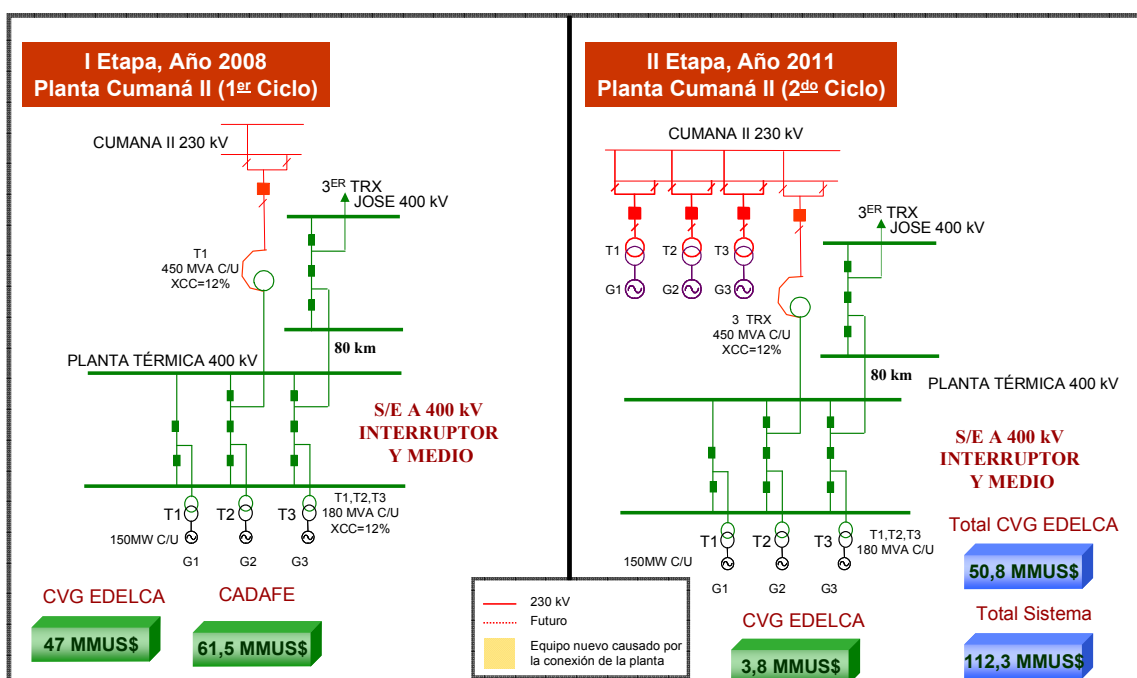 I Etapa, Año 2008
Planta Cumaná II (1er Ciclo)
CUMANA II 230 kV
3ER TRX
JOSE 400 kV
T1
450 MVA C/U
XCC=12%
80 km
PLANTA TÉRMICA 400 kV
S/E A 400 kV
INTERRUPTOR
Y MEDIO
T1 T2 T3
T1,T2,T3
180 MVA C/U
XCC=12%
150MW C/U
G1 G2 G3
CVG EDELCA
47 MMUS$
CADAFE
61,5 MMUS$
II Etapa, Año 2011
Planta Cumaná II (2do Ciclo)
CUMANA II 230 kV
3ER TRX
JOSE 400 kV
T1 T2 T3
G1 G2 G3
3 TRX
450 MVA C/U
XCC=12%
80 km
PLANTA TÉRMICA 400 kV
S/E A 400 kV
INTERRUPTOR
Y MEDIO
T1 T2 T3
T1,T2,T3
180 MVA C/U
150MW C/U
G1 G2 G3
230 kV
Futuro
Equipo nuevo causado por
la conexión de la planta
CVG EDELCA
3,8 MMUS$
Total CVG EDELCA
50,8 MMUS$
Total Sistema
112,3 MMUS$